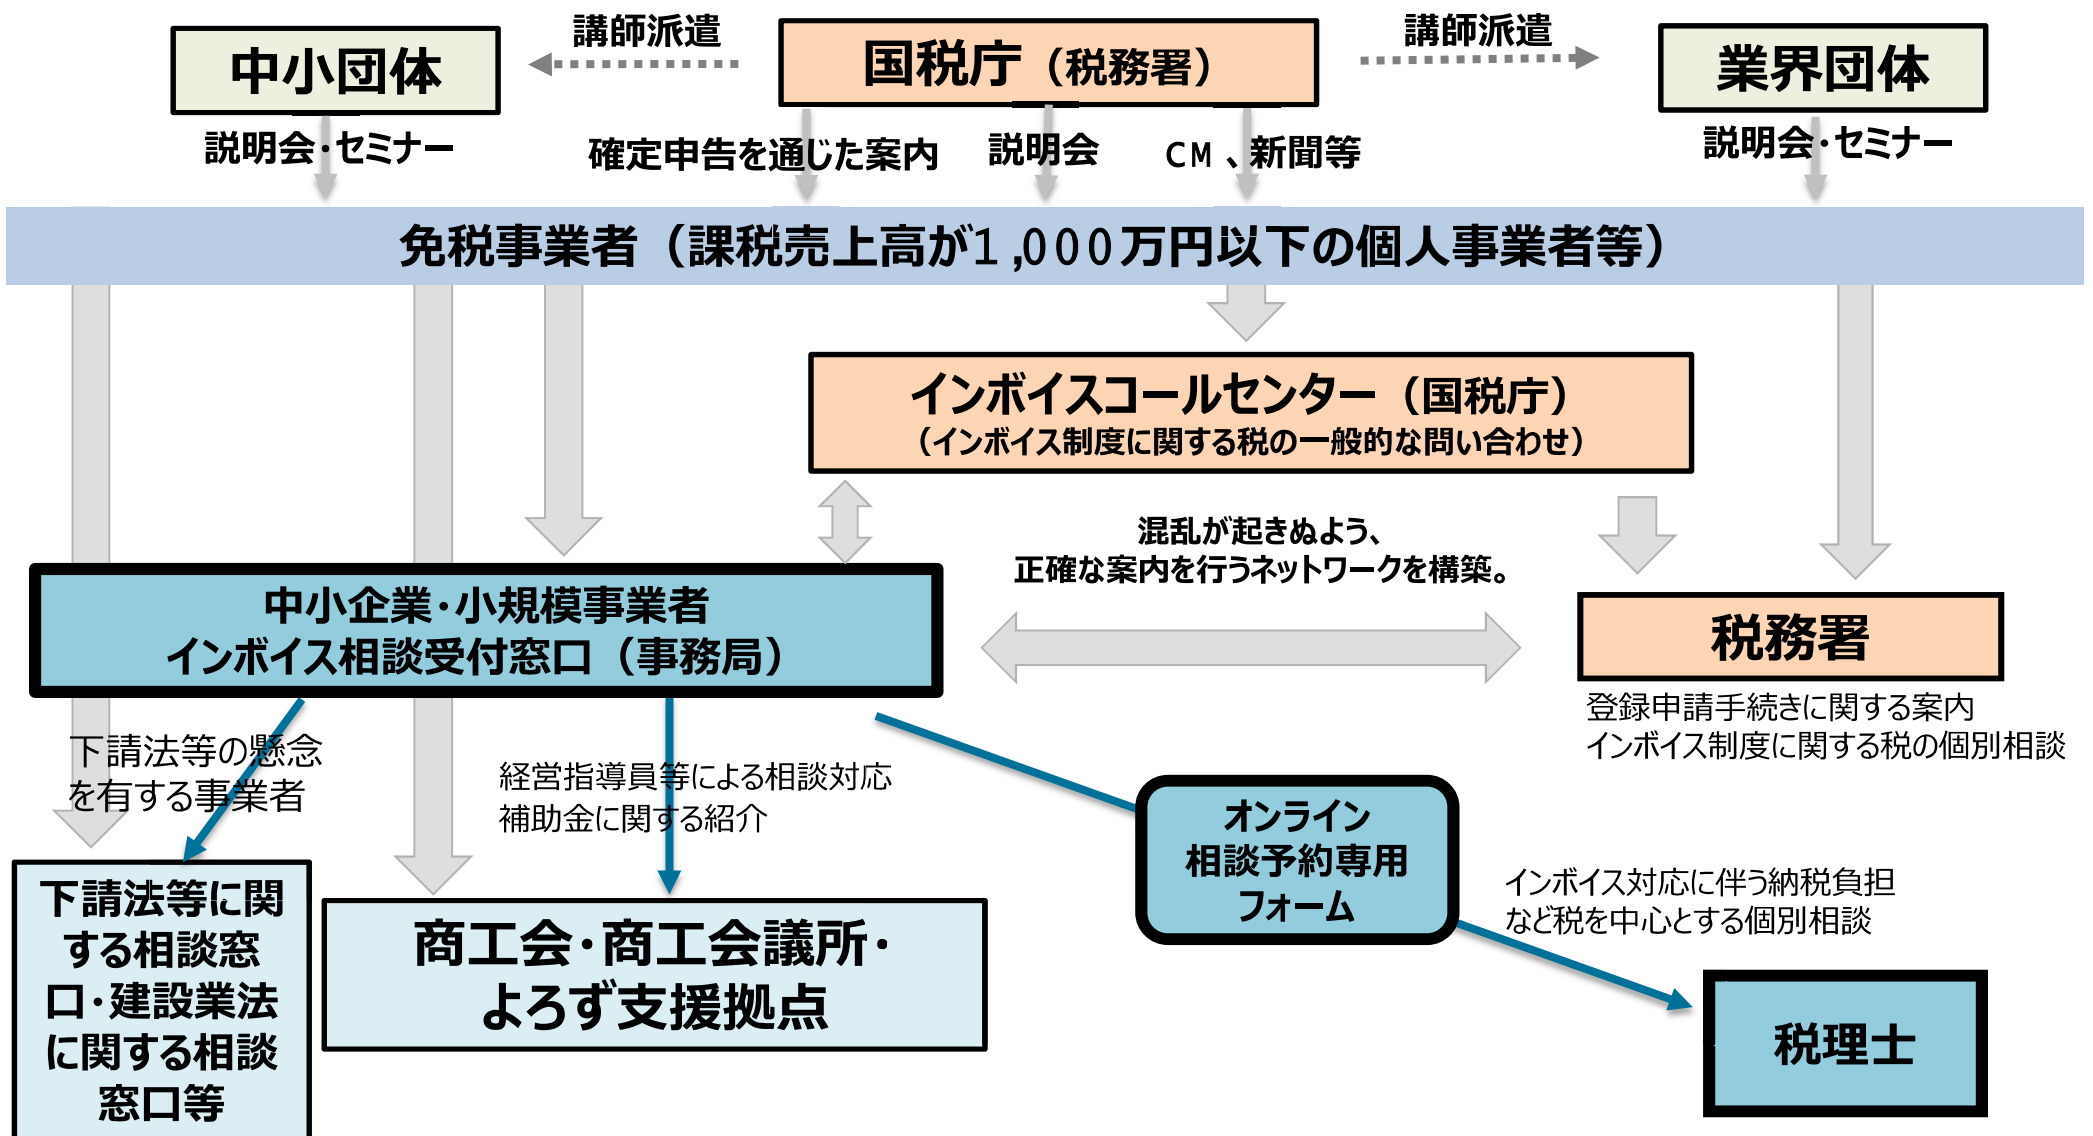 講師派遣
講師派遣
中小団体
国税庁（税務署）
業界団体
説明会・セミナー
確定申告を通じた案内
説明会
CM、新聞等
説明会・セミナー
免税事業者（課税売上高が1,000万円以下の個人事業者等）
インボイスコールセンター（国税庁）
（インボイス制度に関する税の一般的な問い合わせ）
混乱が起きぬよう、
正確な案内を行うネットワークを構築。
中小企業・小規模事業者
インボイス相談受付窓口（事務局）
税務署
登録申請手続きに関する案内
インボイス制度に関する税の個別相談
下請法等の懸念
を有する事業者
経営指導員等による相談対応
補助金に関する紹介
オンライン
相談予約専用
フォーム
インボイス対応に伴う納税負担
など税を中心とする個別相談
下請法等に関
する相談窓
口・建設業法
に関する相談
窓口等
商工会・商工会議所・
よろず支援拠点
税理士